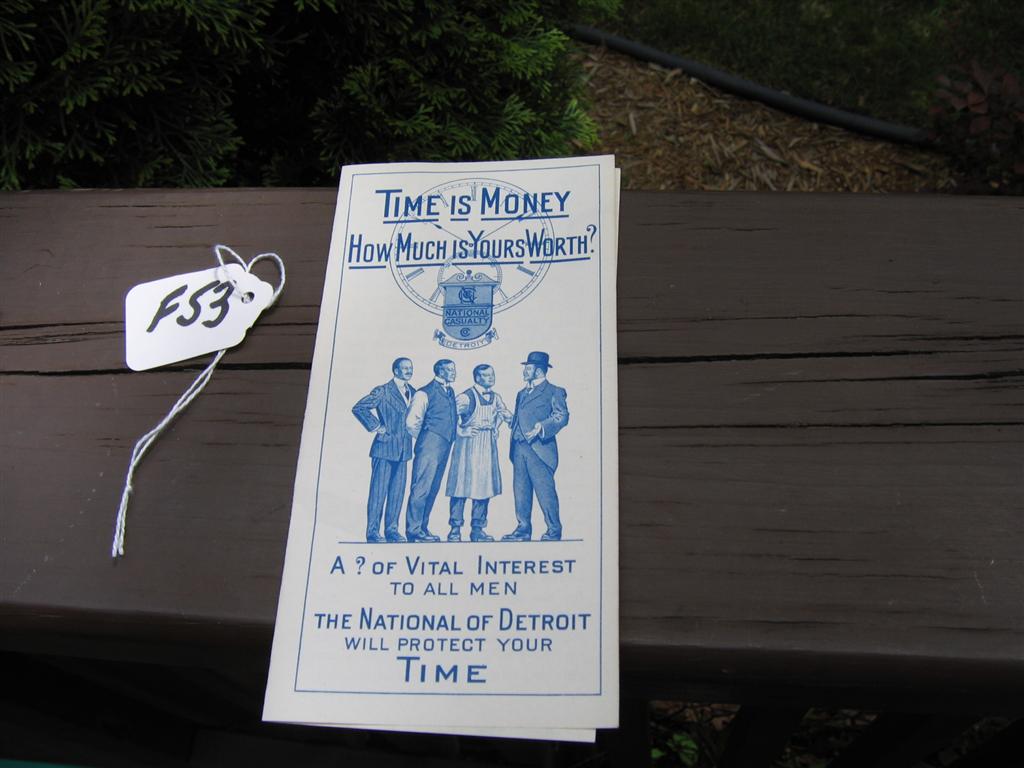 TIME IS MONEY
HOW MUCH IS YOURS WORTH?
NATIONAL
CASUALTY
CO
DETROIT
F53
A ? OF VITAL INTEREST
TO ALL MEN
THE NATIONAL OF DETROIT
WILL PROTECT YOUR
TIME